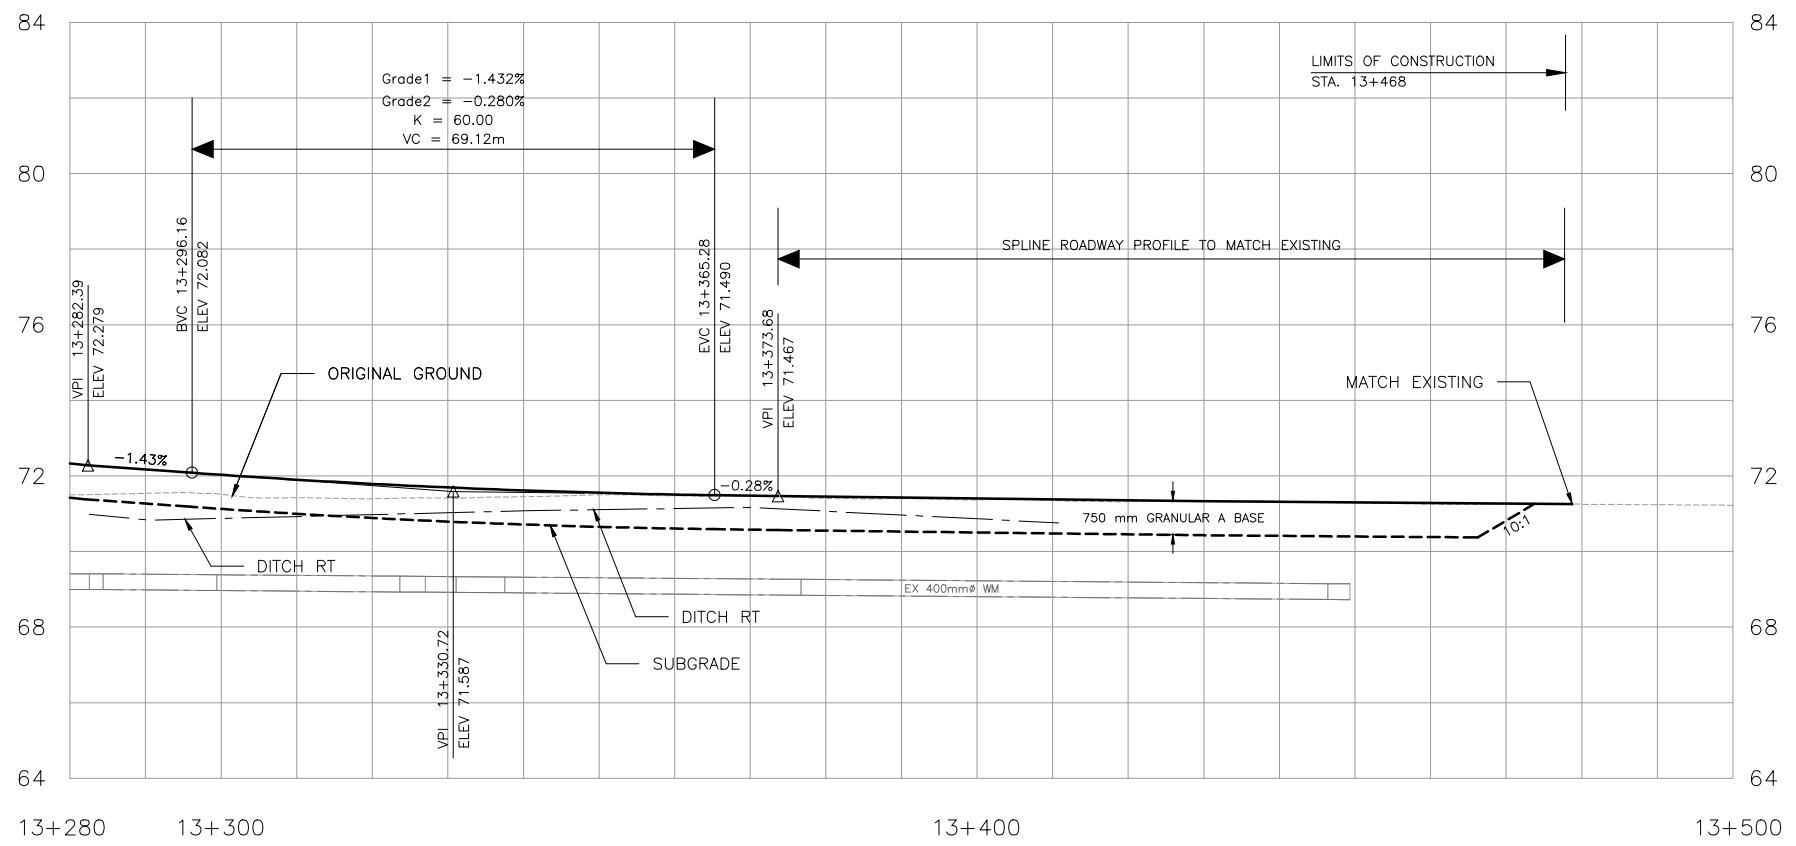 84
84
LIMITS OF CONSTRUCTION
STA. 13+468
Grade1 = -1.432%
Grade2 = -0.280%
K = 60.00
VC = 69.12m
80
80
SPLINE ROADWAY PROFILE TO MATCH EXISTING
VPI 13+282.39
ELEV 72.279
BVC 13+296.16
ELEV 72.082
EVC 13+365.28
ELEV 71.490
VPI 13+373.68
ELEV 71.467
76
76
ORIGINAL GROUND
MATCH EXISTING
-1.43%
72
72
-0.28%
750 mm GRANULAR A BASE
10:1
DITCH RT
EX 400mmø WM
DITCH RT
68
68
VPI 13+330.72
ELEV 71.587
SUBGRADE
64
64
13+280
13+300
13+400
13+500